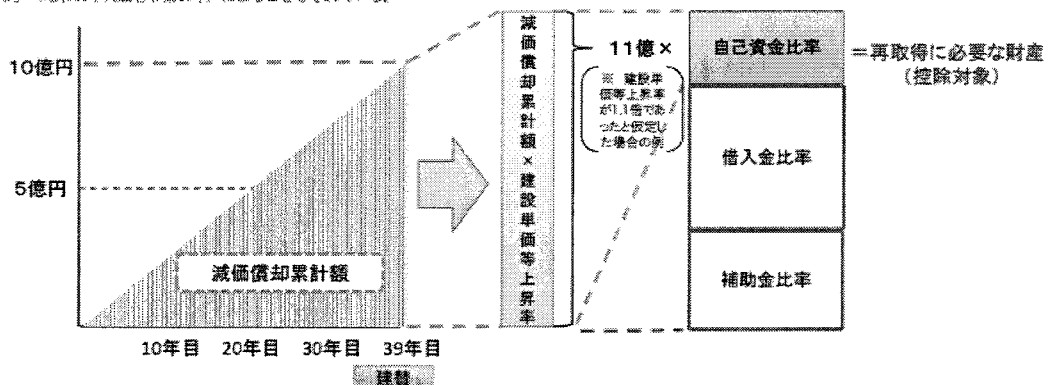 10億円
5億円
減価償却累計額
10年目 20年目 30年目 39年目
建替
減価償却累計額×建設単価等上昇率
11億×
※ 建設単
価等上昇率
が1.1倍であ
ったと仮定し
た場合の例
自己資金比率
借入金比率
補助金比率
＝再取得に必要な財産
（控除対象）